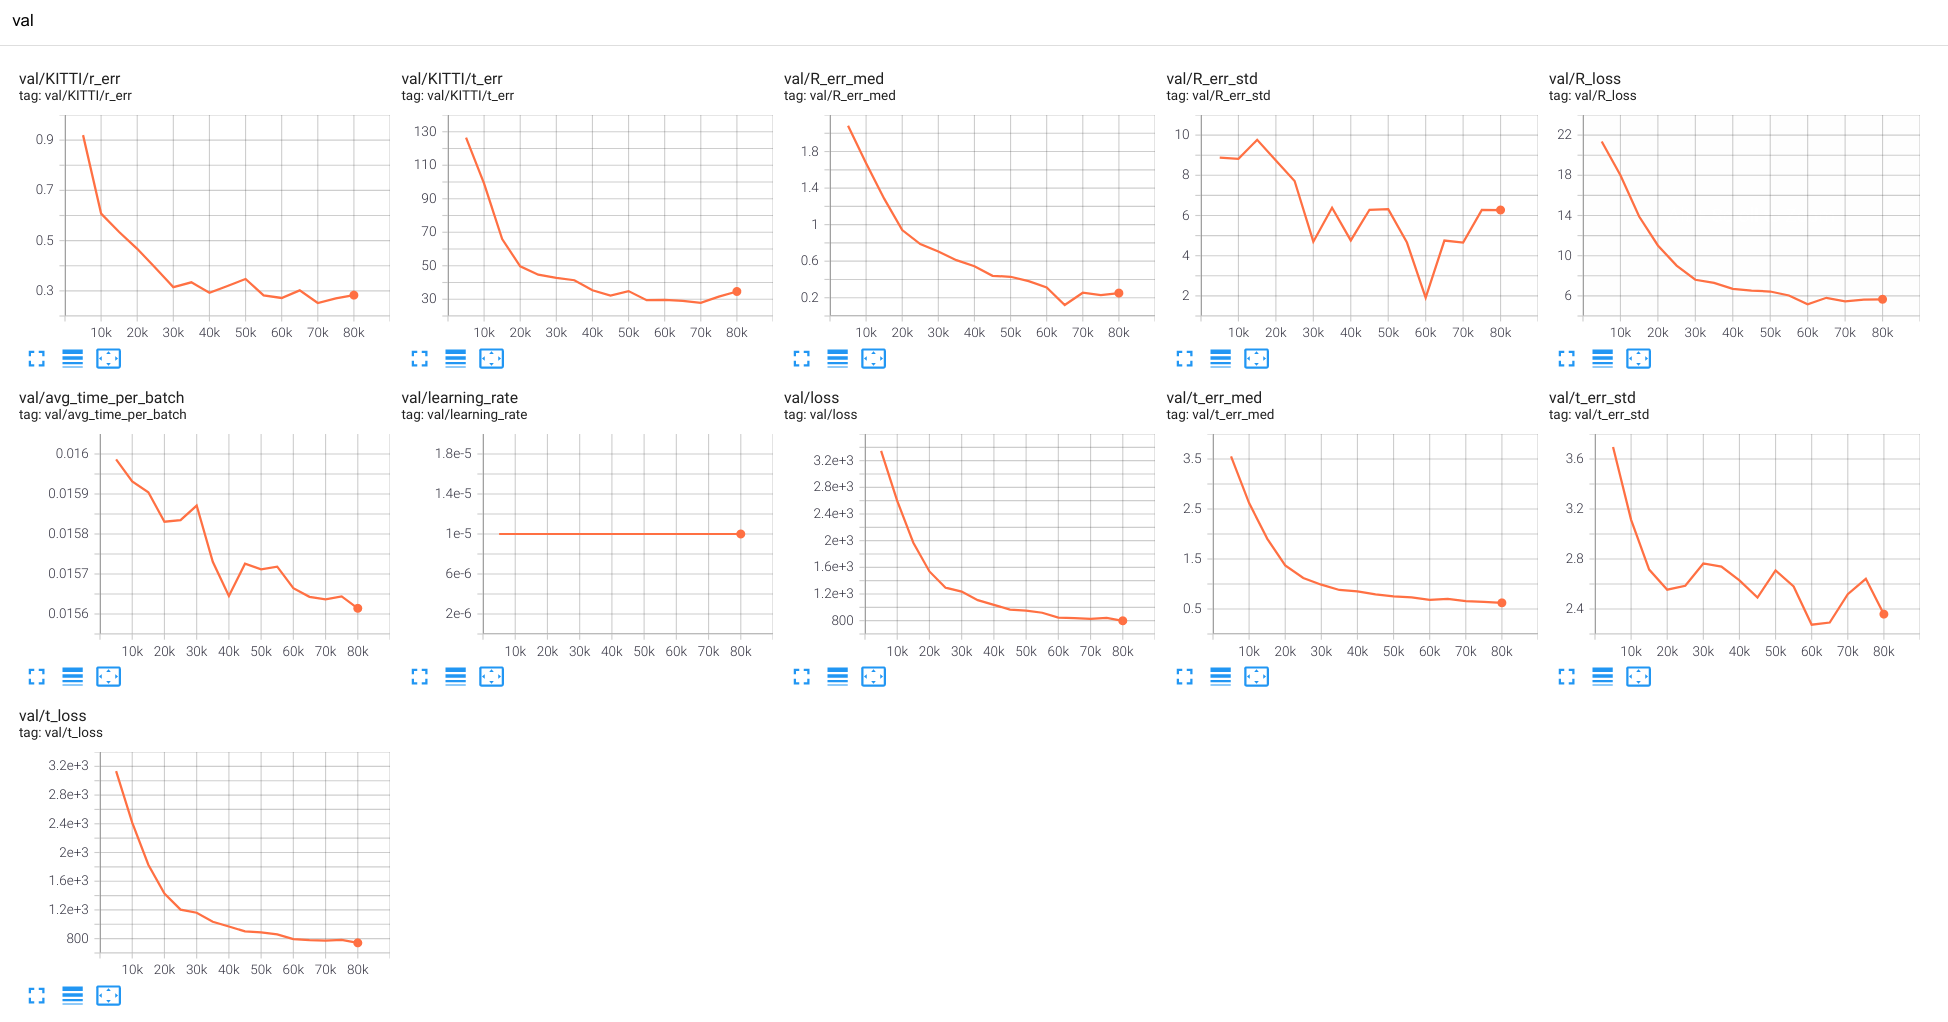 val
val/KITTI/r_err
tag: val/KITTI/r_err
0.9
0.7
0.5
0.3
10k 20k 30k 40k 50k 60k 70k 80k
val/KITTI/t_err
tag: val/KITTI/t_err
130
110
90
70
50
30
10k 20k 30k 40k 50k 60k 70k 80k
val/R_err_med
tag: val/R_err_med
1.8
1.4
1
0.6
0.2
10k 20k 30k 40k 50k 60k 70k 80k
val/R_err_std
tag: val/R_err_std
10
8
6
4
2
10k 20k 30k 40k 50k 60k 70k 80k
val/R_loss
tag: val/R_loss
22
18
14
10
6
10k 20k 30k 40k 50k 60k 70k 80k
val/avg_time_per_batch
tag: val/avg_time_per_batch
0.016
0.0159
0.0158
0.0157
0.0156
10k 20k 30k 40k 50k 60k 70k 80k
val/learning_rate
tag: val/learning_rate
1.8e-5
1.4e-5
1e-5
6e-6
2e-6
10k 20k 30k 40k 50k 60k 70k 80k
val/loss
tag: val/loss
3.2e+3
2.8e+3
2.4e+3
2e+3
1.6e+3
1.2e+3
800
10k 20k 30k 40k 50k 60k 70k 80k
val/t_err_med
tag: val/t_err_med
3.5
2.5
1.5
0.5
10k 20k 30k 40k 50k 60k 70k 80k
val/t_err_std
tag: val/t_err_std
3.6
3.2
2.8
2.4
10k 20k 30k 40k 50k 60k 70k 80k
val/t_loss
tag: val/t_loss
3.2e+3
2.8e+3
2.4e+3
2e+3
1.6e+3
1.2e+3
800
10k 20k 30k 40k 50k 60k 70k 80k